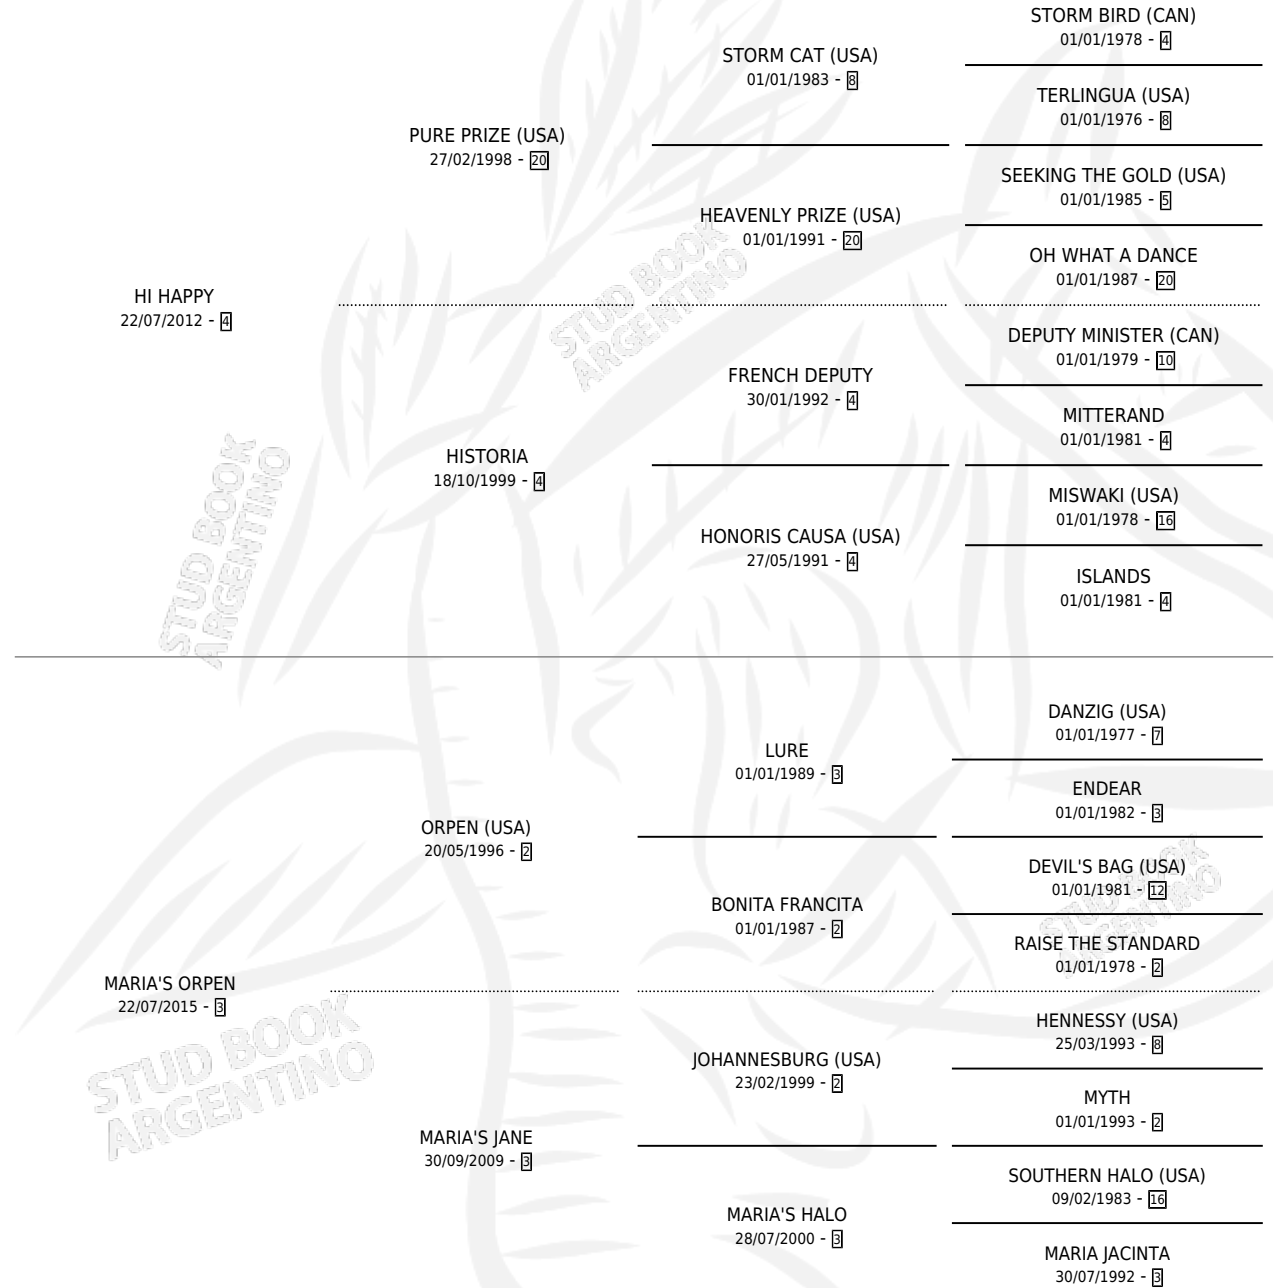 STORM BIRD (CAN)
01/01/1978 - 4
STORM CAT (USA)
01/01/1983 - 8
TERLINGUA (USA)
01/01/1976 - 8
PURE PRIZE (USA)
27/02/1998 - 20
SEEKING THE GOLD (USA)
01/01/1985 - 5
HEAVENLY PRIZE (USA)
01/01/1991 - 20
OH WHAT A DANCE
01/01/1987 - 20
HI HAPPY
22/07/2012 - 4
DEPUTY MINISTER (CAN)
01/01/1979 - 10
FRENCH DEPUTY
30/01/1992 - 4
MITTERAND
01/01/1981 - 4
HISTORIA
18/10/1999 - 4
MISWAKI (USA)
01/01/1978 - 16
HONORIS CAUSA (USA)
27/05/1991 - 4
ISLANDS
01/01/1981 - 4
DANZIG (USA)
01/01/1977 - 7
LURE
01/01/1989 - 3
ENDEAR
01/01/1982 - 3
ORPEN (USA)
20/05/1996 - 2
DEVIL'S BAG (USA)
01/01/1981 - 12
BONITA FRANCITA
01/01/1987 - 2
RAISE THE STANDARD
01/01/1978 - 2
MARIA'S ORPEN
22/07/2015 - 3
HENNESSY (USA)
25/03/1993 - 8
JOHANNESBURG (USA)
23/02/1999 - 2
MYTH
01/01/1993 - 2
MARIA'S JANE
30/09/2009 - 3
SOUTHERN HALO (USA)
09/02/1983 - 16
MARIA'S HALO
28/07/2000 - 3
MARIA JACINTA
30/07/1992 - 3
STUD BOOK
ARGENTINO
STUD BOOK
ARGENTINO
STUD BOOK
ARGENTINO
STUD BOOK
ARGENTINO